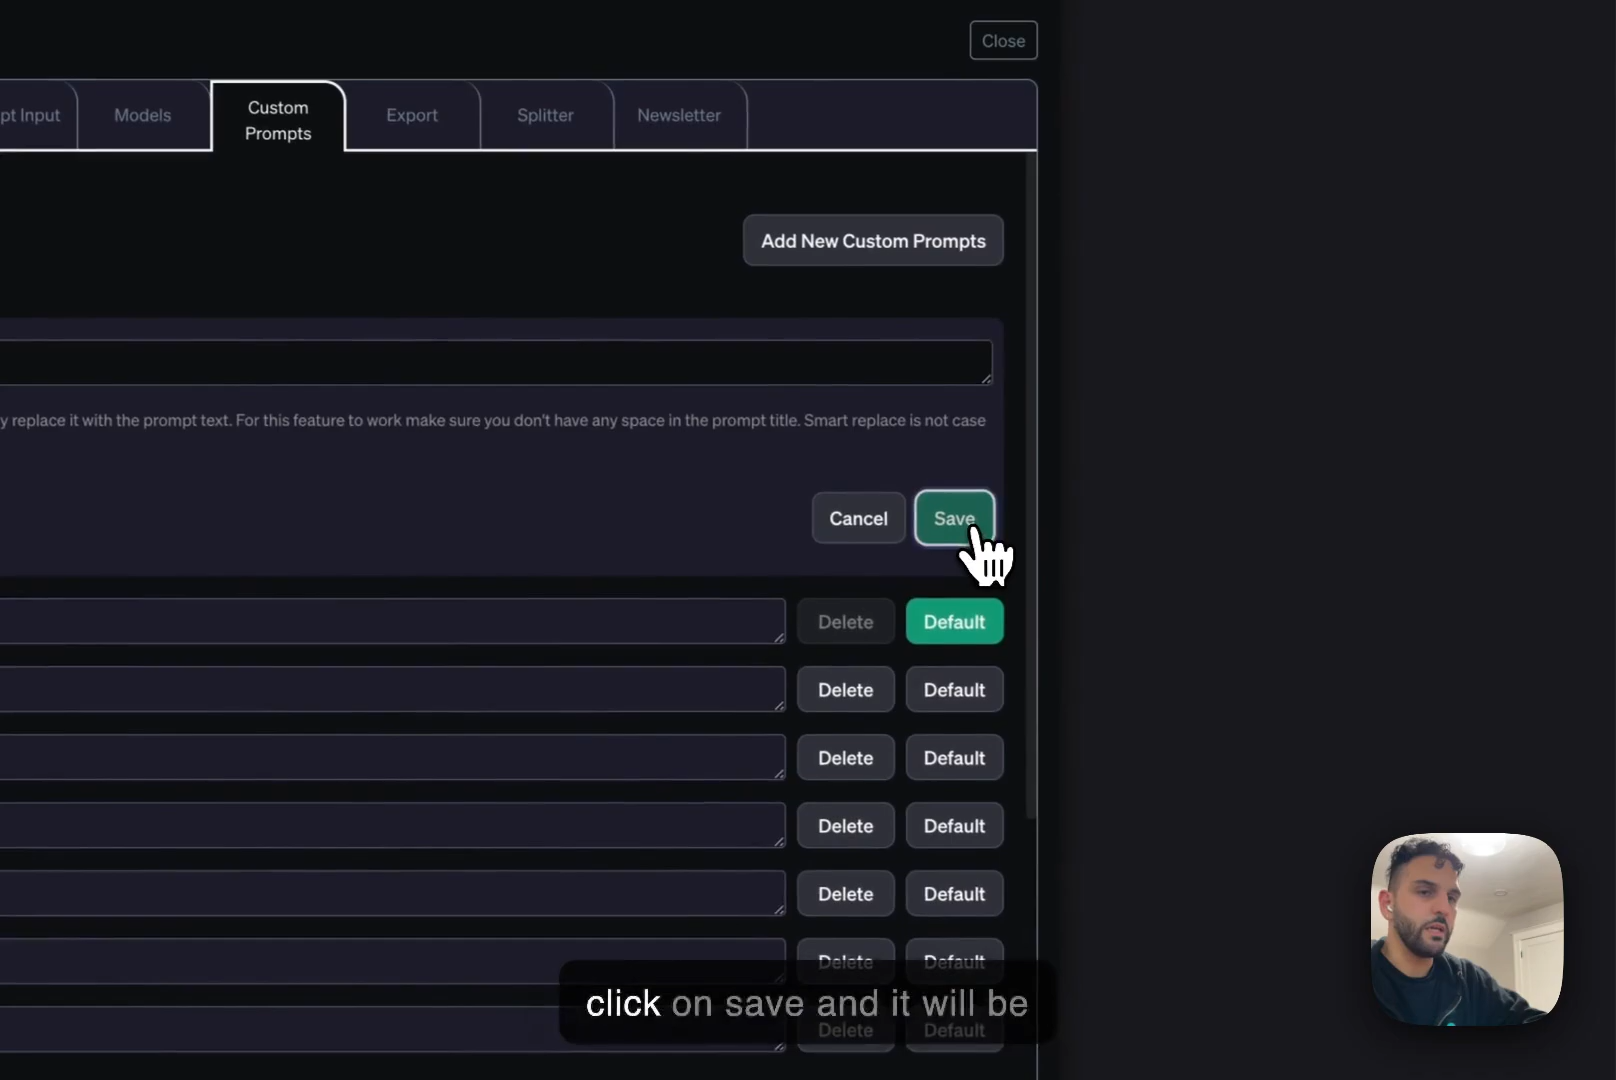 Close
pt Input
Models
Custom
Prompts
Export
Splitter
Newsletter
Add New Custom Prompts
y replace it with the prompt text. For this feature to work make sure you don't have any space in the prompt title. Smart replace is not case
Cancel
Save
Delete
Default
Delete
Default
Delete
Default
Delete
Default
Delete
Default
Delete
Default
click on save and it will be
Delete
Default